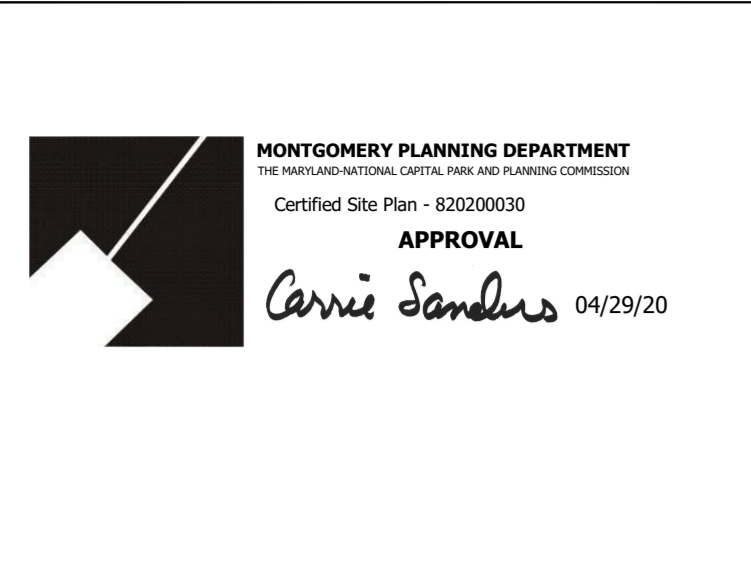 MONTGOMERY PLANNING DEPARTMENT
THE MARYLAND-NATIONAL CAPITAL PARK AND PLANNING COMMISSION
Certified Site Plan - 820200030
APPROVAL
Carrie Sanders 04/29/20